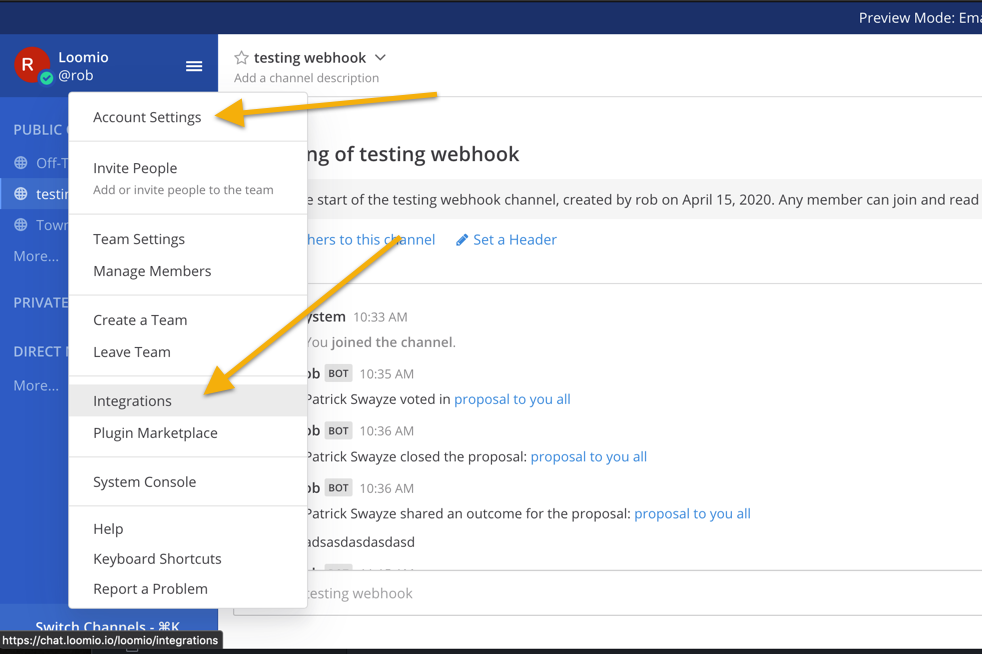 Preview Mode: Ema
R
Loomio
@rob
testing webhook
Add a channel description
PUBLIC
Off-T
testin
Town
More...
PRIVATE
DIRECT
More...
Account Settings
Invite People
Add or invite people to the team
Team Settings
Manage Members
Create a Team
Leave Team
Integrations
Plugin Marketplace
System Console
Help
Keyboard Shortcuts
Report a Problem
ng of testing webhook
e start of the testing webhook channel, created by rob on April 15, 2020. Any member can join and read
hers to this channel Set a Header
ystem 10:33 AM
You joined the channel.
ob BOT 10:35 AM
Patrick Swayze voted in proposal to you all
ob BOT 10:36 AM
Patrick Swayze closed the proposal: proposal to you all
ob BOT 10:36 AM
Patrick Swayze shared an outcome for the proposal: proposal to you all
adsasdasdasdasd
testing webhook
Switch Channels - ⌘K
https://chat.loomio.io/loomio/integrations